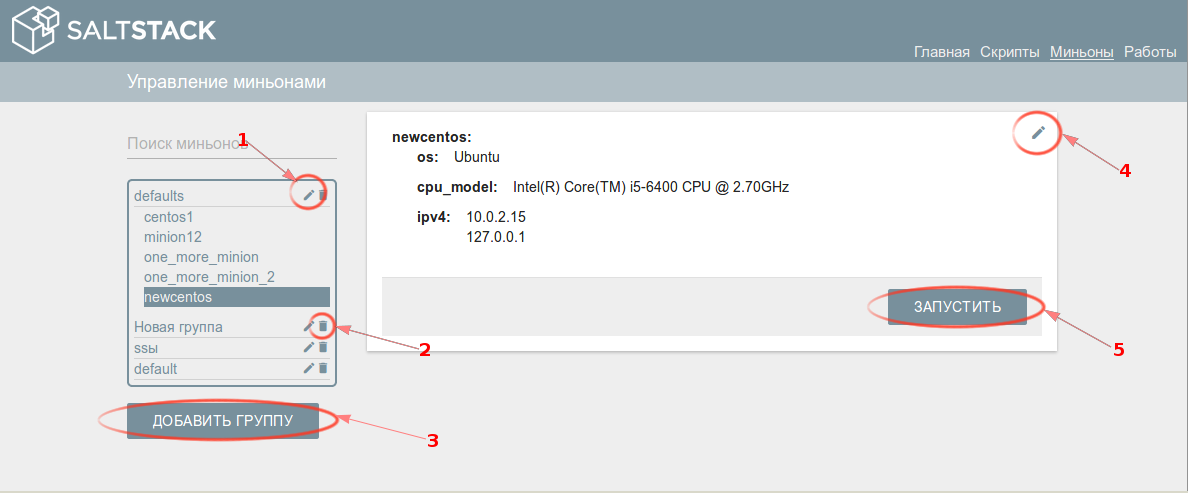 SALTSTACK
Главная Скрипты Миньоны Работы
Управление миньонами
Поиск миньонов
1
defaults
centos1
minion12
one_more_minion
one_more_minion_2
newcentos
Новая группа
2
ssы
default
ДОБАВИТЬ ГРУППУ
3
newcentos:
os: Ubuntu
cpu_model: Intel(R) Core(TM) i5-6400 CPU @ 2.70GHz
ipv4: 10.0.2.15
127.0.0.1
4
ЗАПУСТИТЬ
5